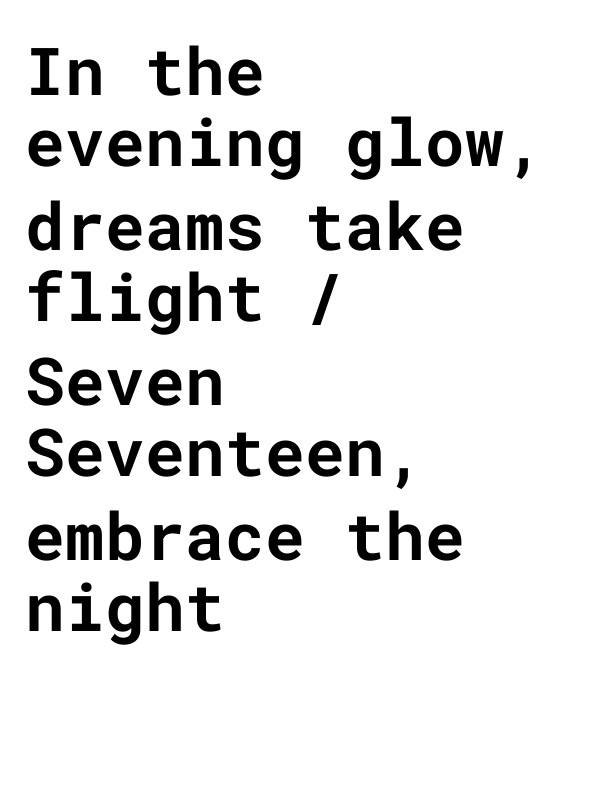 In the
evening glow,
dreams take
flight /
Seven
Seventeen,
embrace the
night